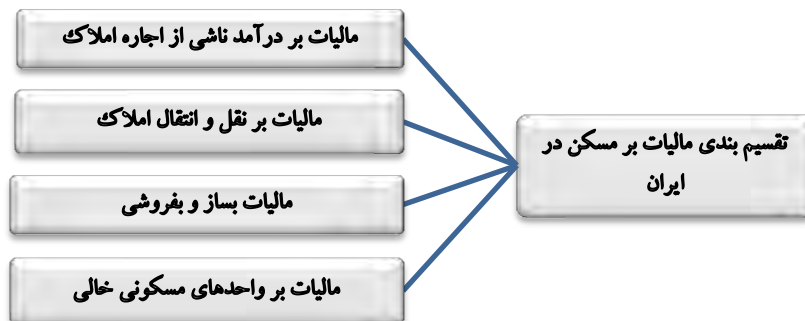 تقسیم بندی مالیات بر مسکن در
ایران
مالیات بر درآمد ناشی از اجاره املاک
مالیات بر نقل و انتقال املاک
مالیات بساز و بفروشی
مالیات بر واحدهای مسکونی خالی